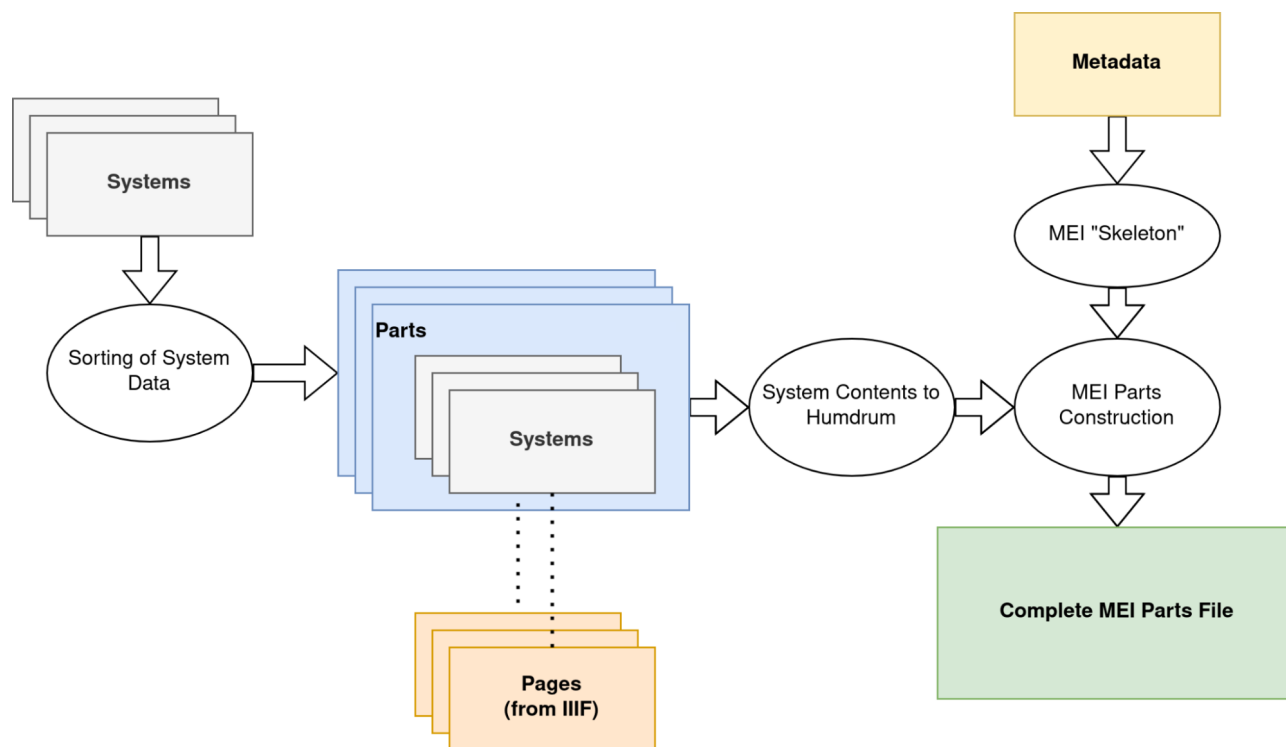 Metadata
Systems
MEI "Skeleton"
Sorting of System
Data
Parts
Systems
System Contents to
Humdrum
MEI Parts
Construction
Complete MEI Parts File
Pages
(from IIIF)